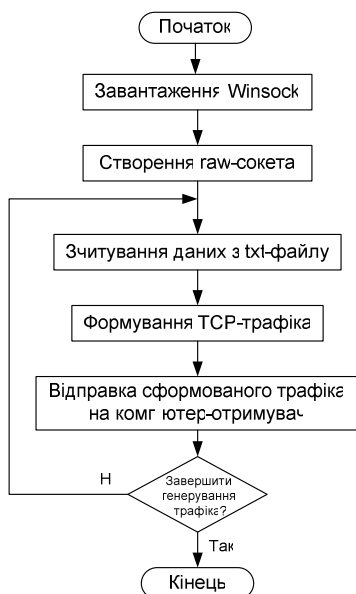 Початок
Завантаження Winsock
Створення raw-сокета
Зчитування даних з txt-файлу
Формування TCP-трафіка
Відправка сформованого трафіка
на комг ютер-отримувач
Завершити
генерування
трафіка?
Н
Так
Кінець